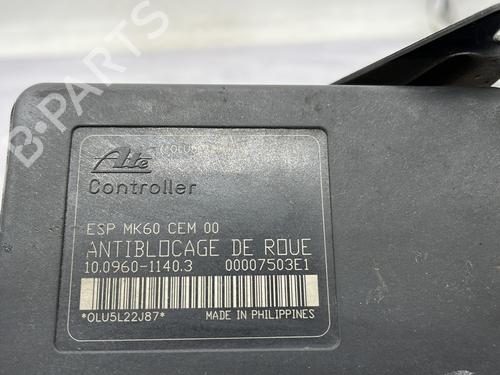 B-PARTS
Ate
Controller
ESP MK60 CEM 00
ANTIBLOCAGE DE ROUE
10.0960-1140.3 00007503E1
*OLU5L22J87* MADE IN PHILIPPINES